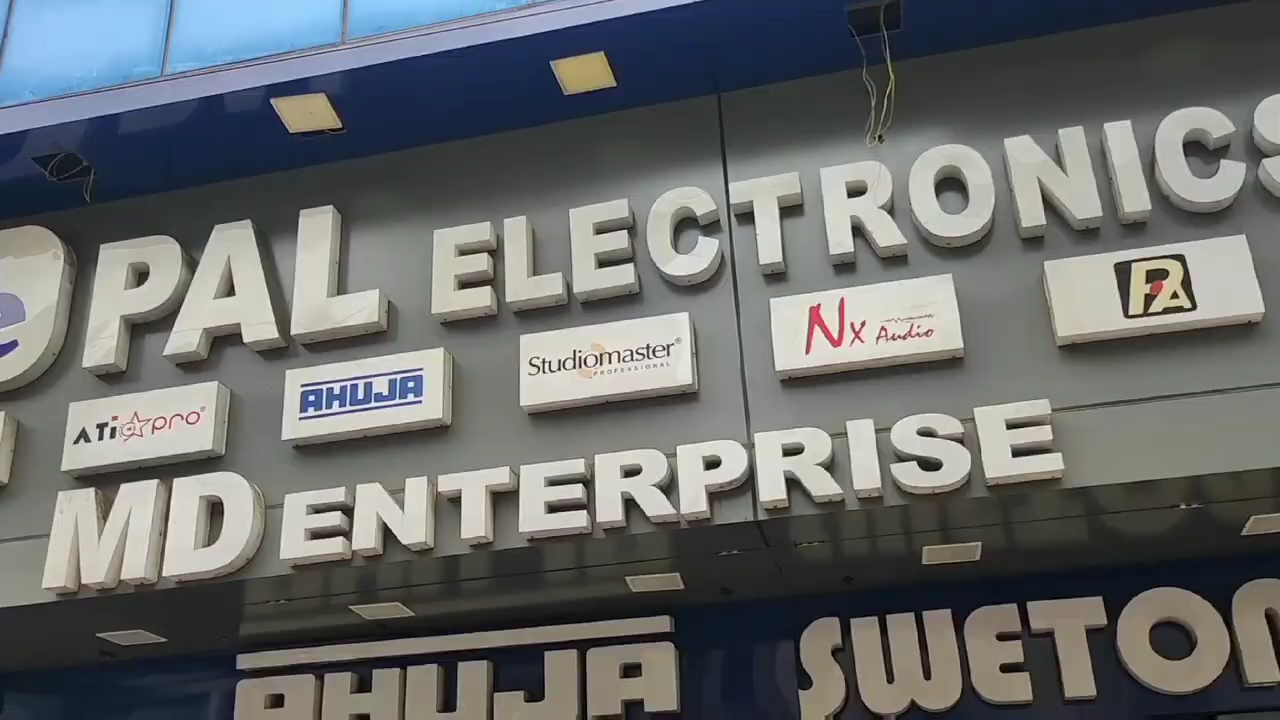 e PAL ELECTRONICS
ATi pro AHUJA Studiomaster PROFESSIONAL Nx Audio PA
MD ENTERPRISE
AHUJA SWETON